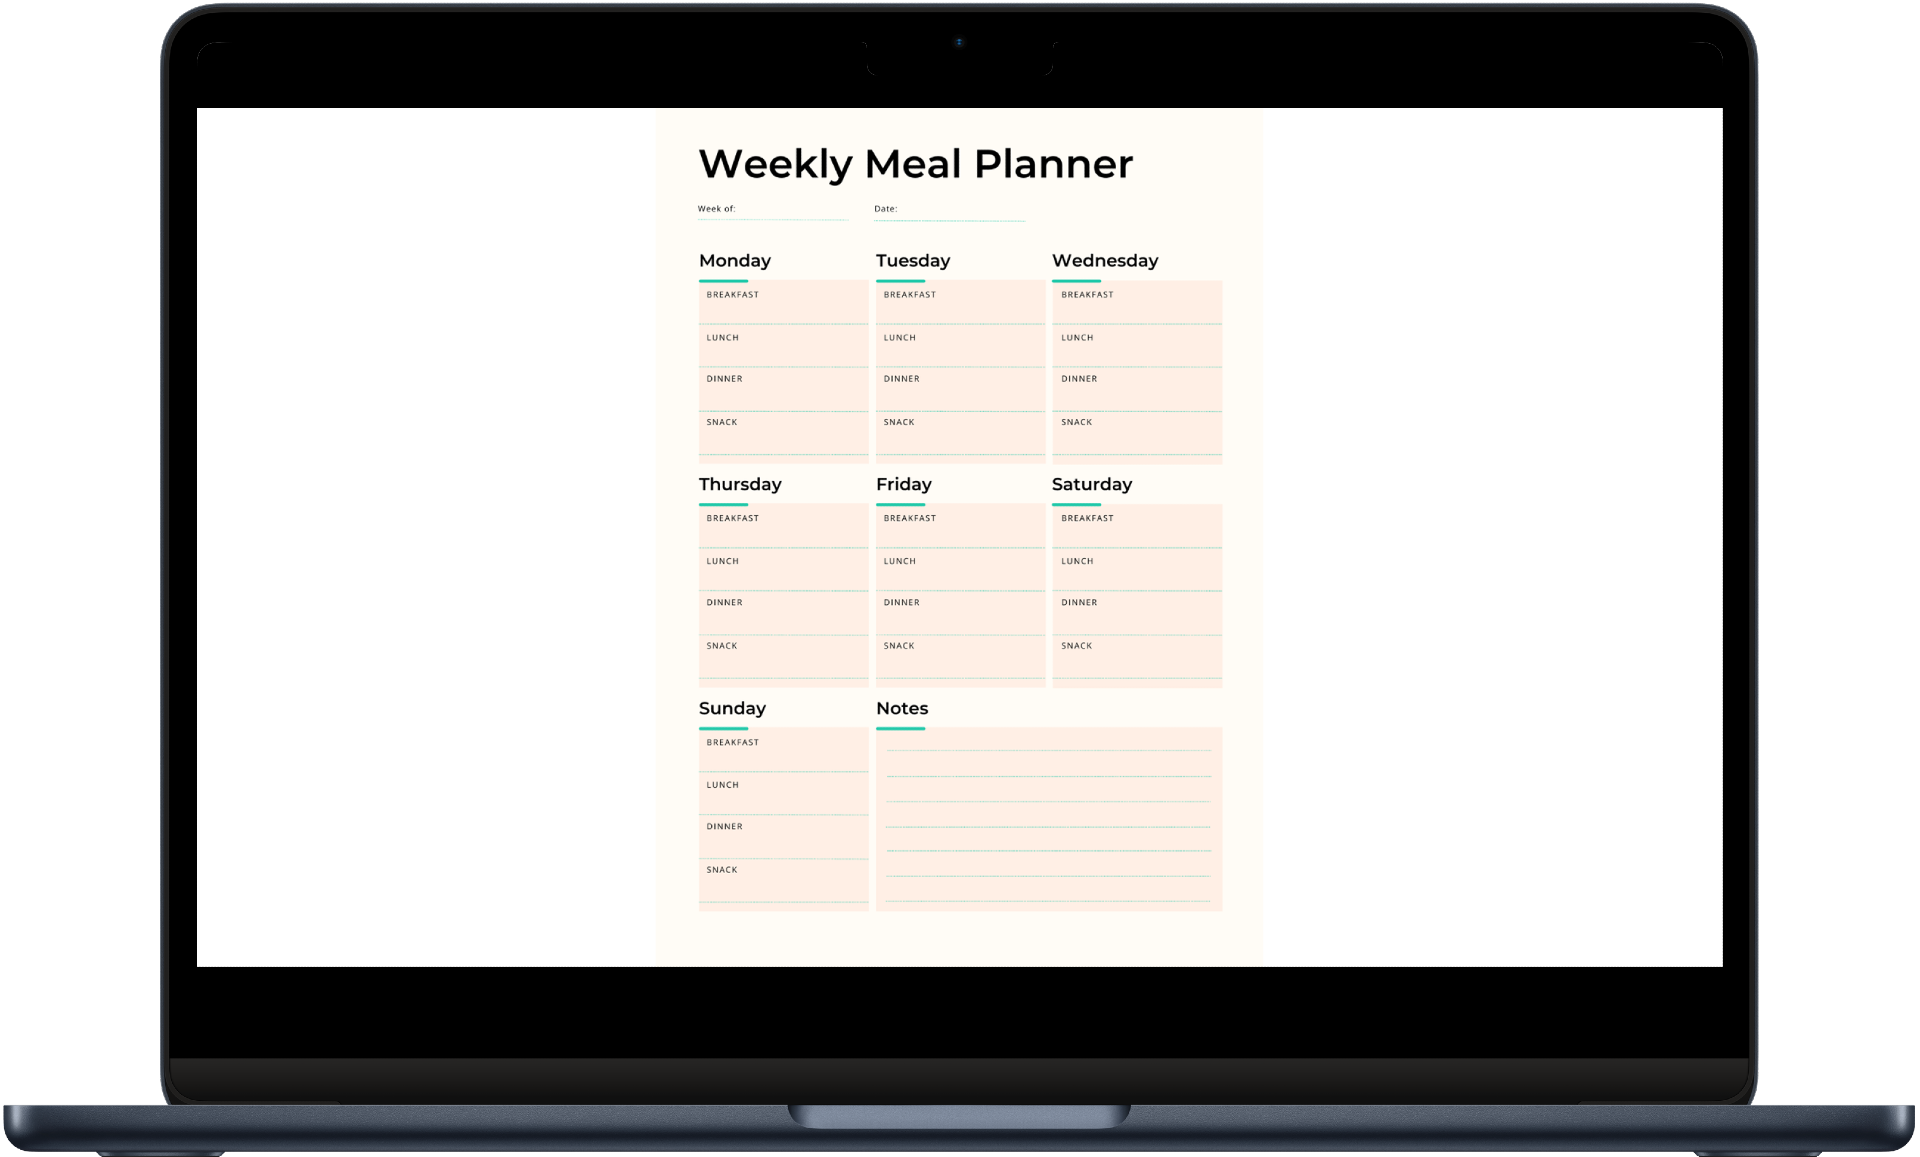 Weekly Meal Planner
Week of: Date:
Monday Tuesday Wednesday
BREAKFAST BREAKFAST BREAKFAST
LUNCH LUNCH LUNCH
DINNER DINNER DINNER
SNACK SNACK SNACK
Thursday Friday Saturday
BREAKFAST BREAKFAST BREAKFAST
LUNCH LUNCH LUNCH
DINNER DINNER DINNER
SNACK SNACK SNACK
Sunday Notes
BREAKFAST
LUNCH
DINNER
SNACK